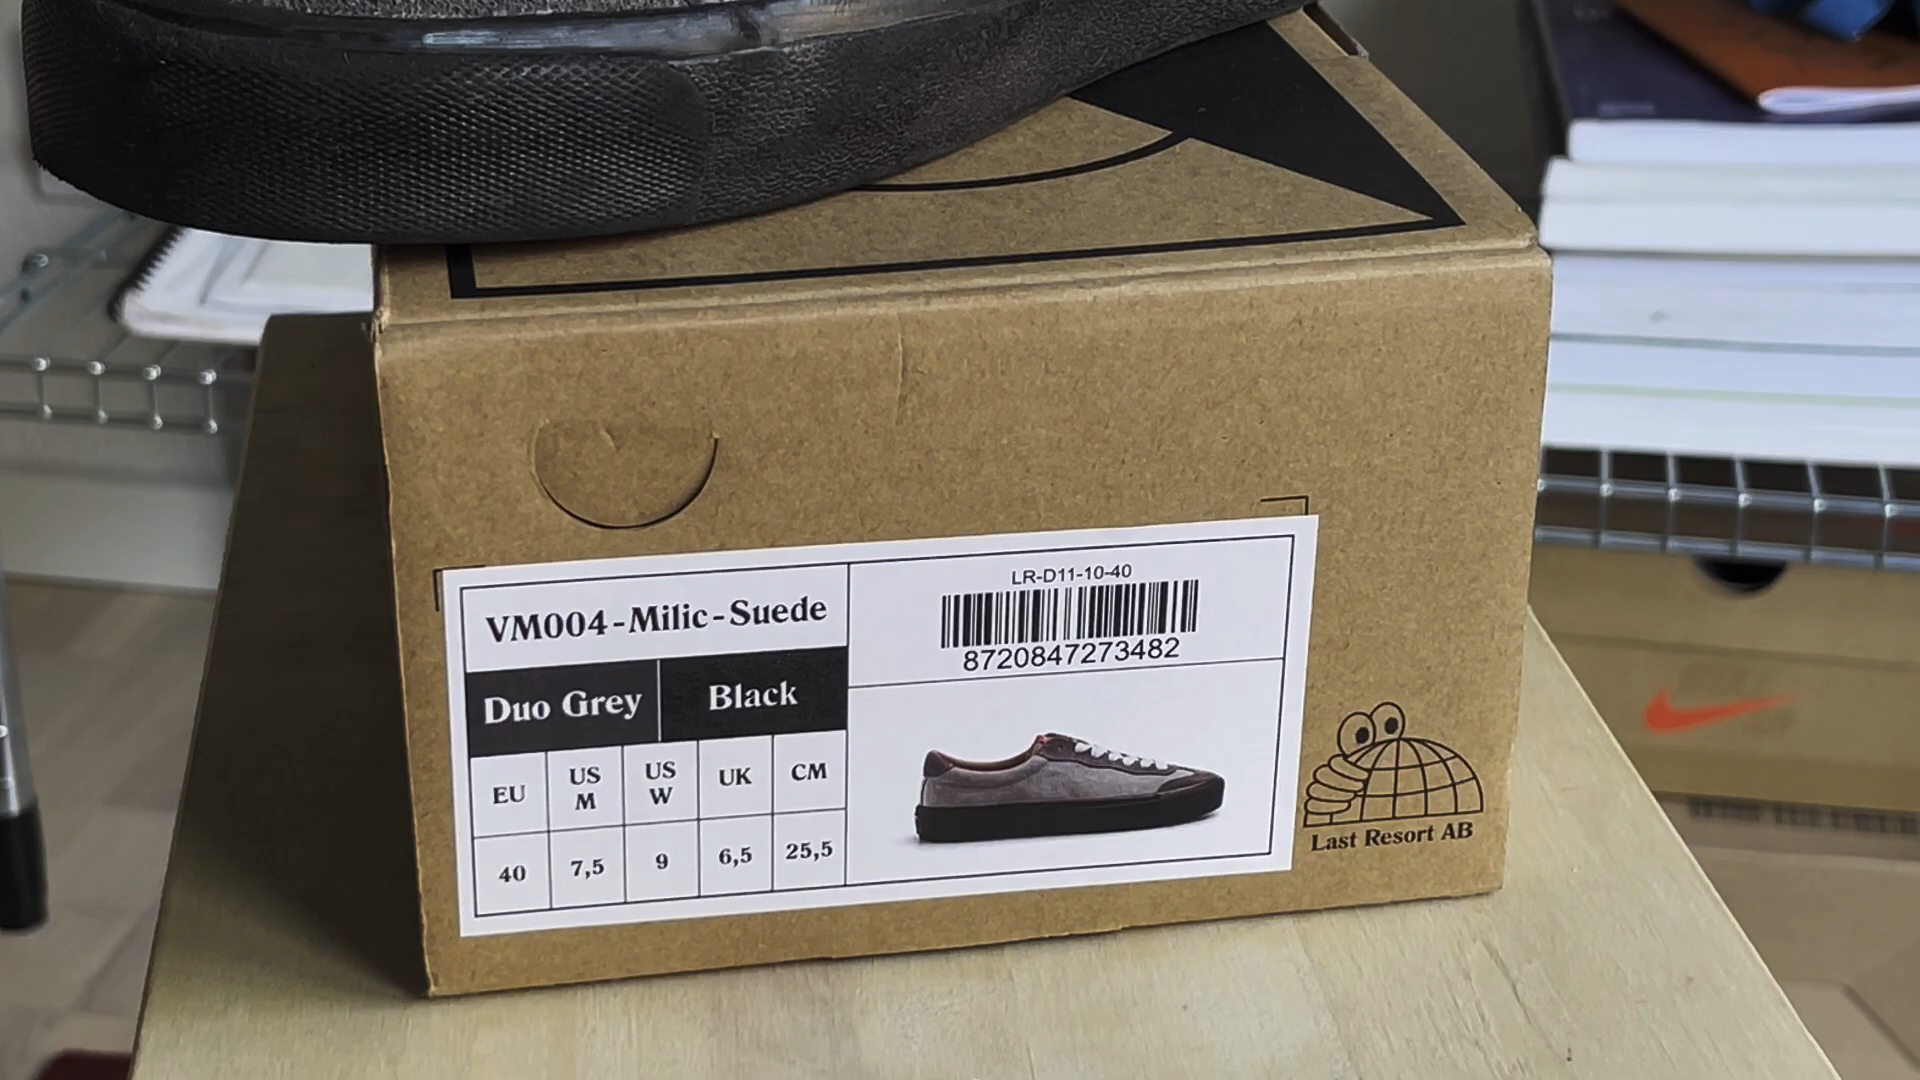 VM004-Milic-Suede
Duo Grey
Black
EU
US M
US W
UK
CM
40
7,5
9
6,5
25,5
LR-D11-10-40
8720847273482
Last Resort AB